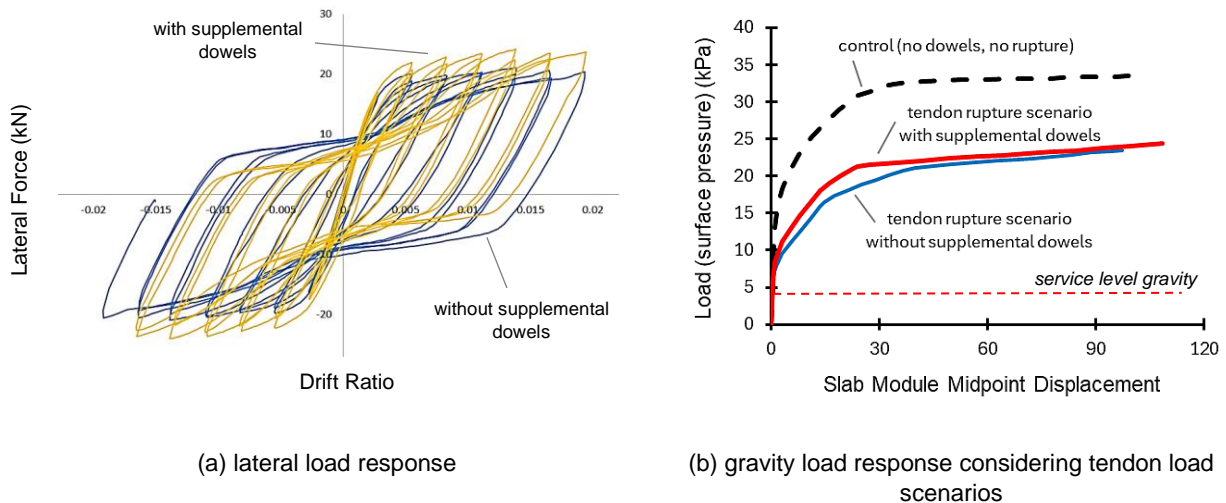 30
with supplemental
dowels
20
10
0
-0.02
-0.015
-0.01
-0.005
0
0.005
0.01
0.015
0.02
-10
-20
without supplemental
dowels
Lateral Force (kN)
Drift Ratio
(a) lateral load response
Load (surface pressure) (kPa)
40
35
30
25
20
15
10
5
0
control (no dowels, no rupture)
tendon rupture scenario
with supplemental dowels
tendon rupture scenario
without supplemental dowels
service level gravity
0
30
60
90
120
Slab Module Midpoint Displacement
(b) gravity load response considering tendon load
scenarios